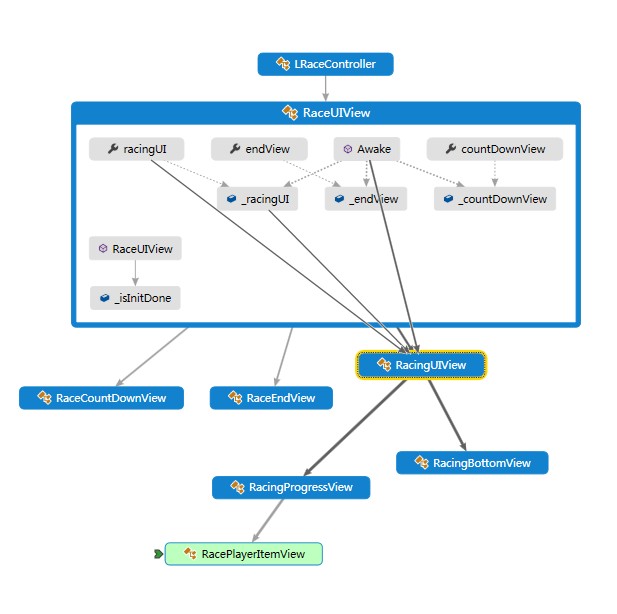 LRaceController
RaceUIView
racingUI
endView
Awake
countDownView
_racingUI
_endView
_countDownView
RaceUIView
_isInitDone
RacingUIView
RaceCountDownView
RaceEndView
RacingBottomView
RacingProgressView
RacePlayerItemView